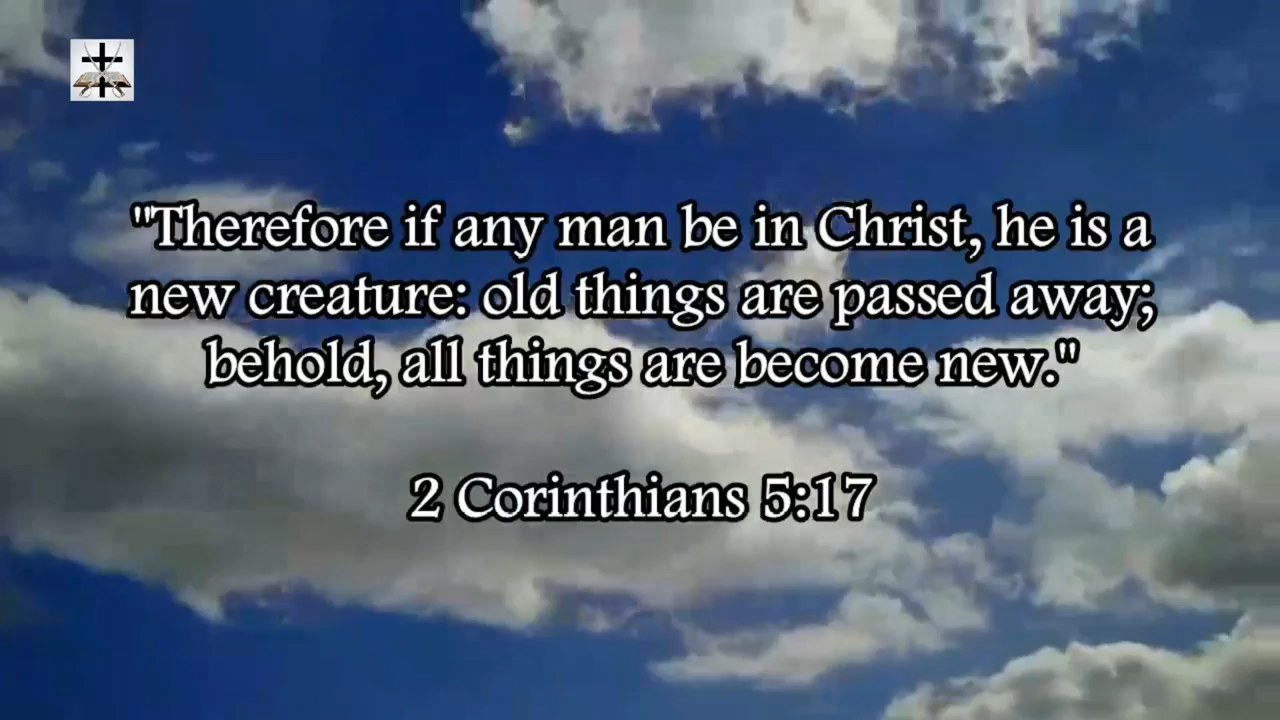 "Therefore if any man be in Christ, he is a
new creature: old things are passed away;
behold, all things are become new."
2 Corinthians 5:17